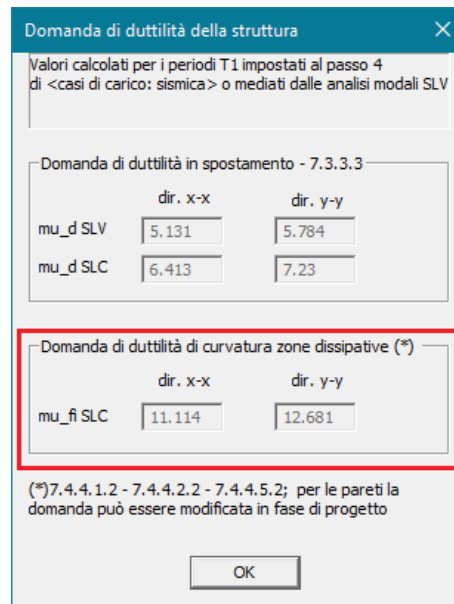 Domanda di duttilità della struttura
Valori calcolati per i periodi T1 impostati al passo 4
di <casi di carico: sismica> o mediati dalle analisi modali SLV
Domanda di duttilità in spostamento - 7.3.3.3
dir. x-x dir. y-y
mu_d SLV 5.131 5.784
mu_d SLC 6.413 7.23
Domanda di duttilità di curvatura zone dissipative (*)
dir. x-x dir. y-y
mu_fi SLC 11.114 12.681
(*)7.4.4.1.2 - 7.4.4.2.2 - 7.4.4.5.2; per le pareti la
domanda può essere modificata in fase di progetto
OK